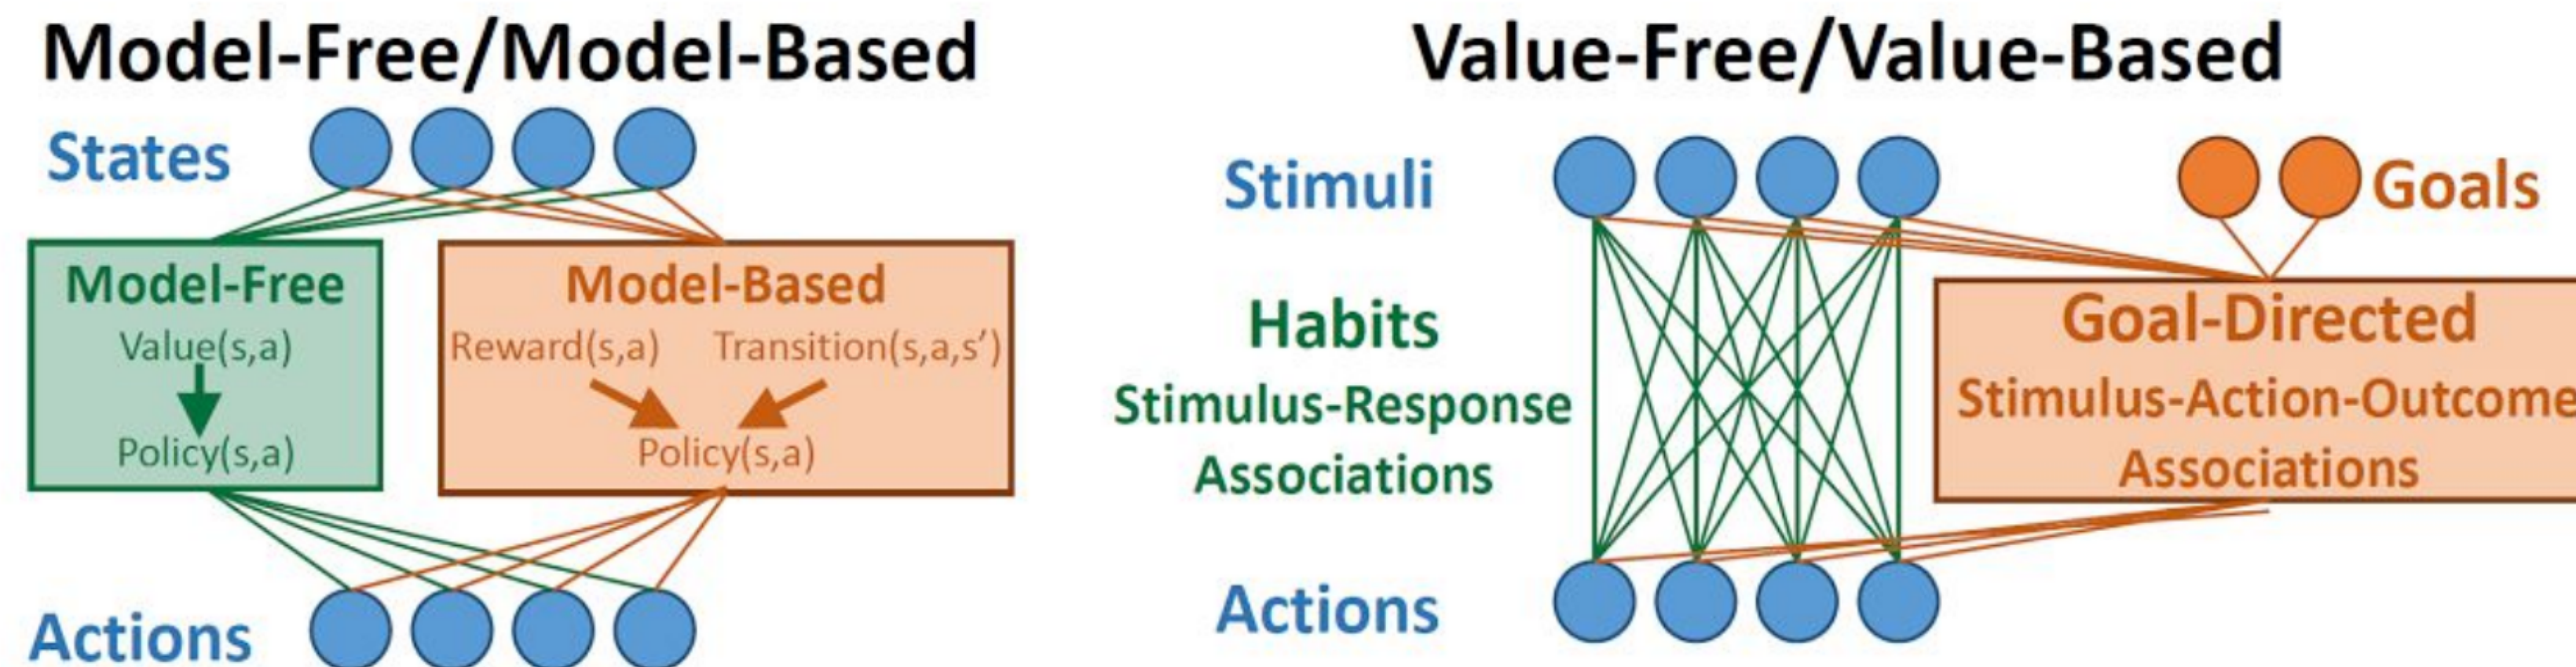 Model-Free/Model-Based
States
Model-Free
Value(s,a)
Policy(s,a)
Model-Based
Reward(s,a) Transition(s,a,s’)
Policy(s,a)
Actions
Value-Free/Value-Based
Stimuli
Goals
Habits
Stimulus-Response
Associations
Goal-Directed
Stimulus-Action-Outcome
Associations
Actions